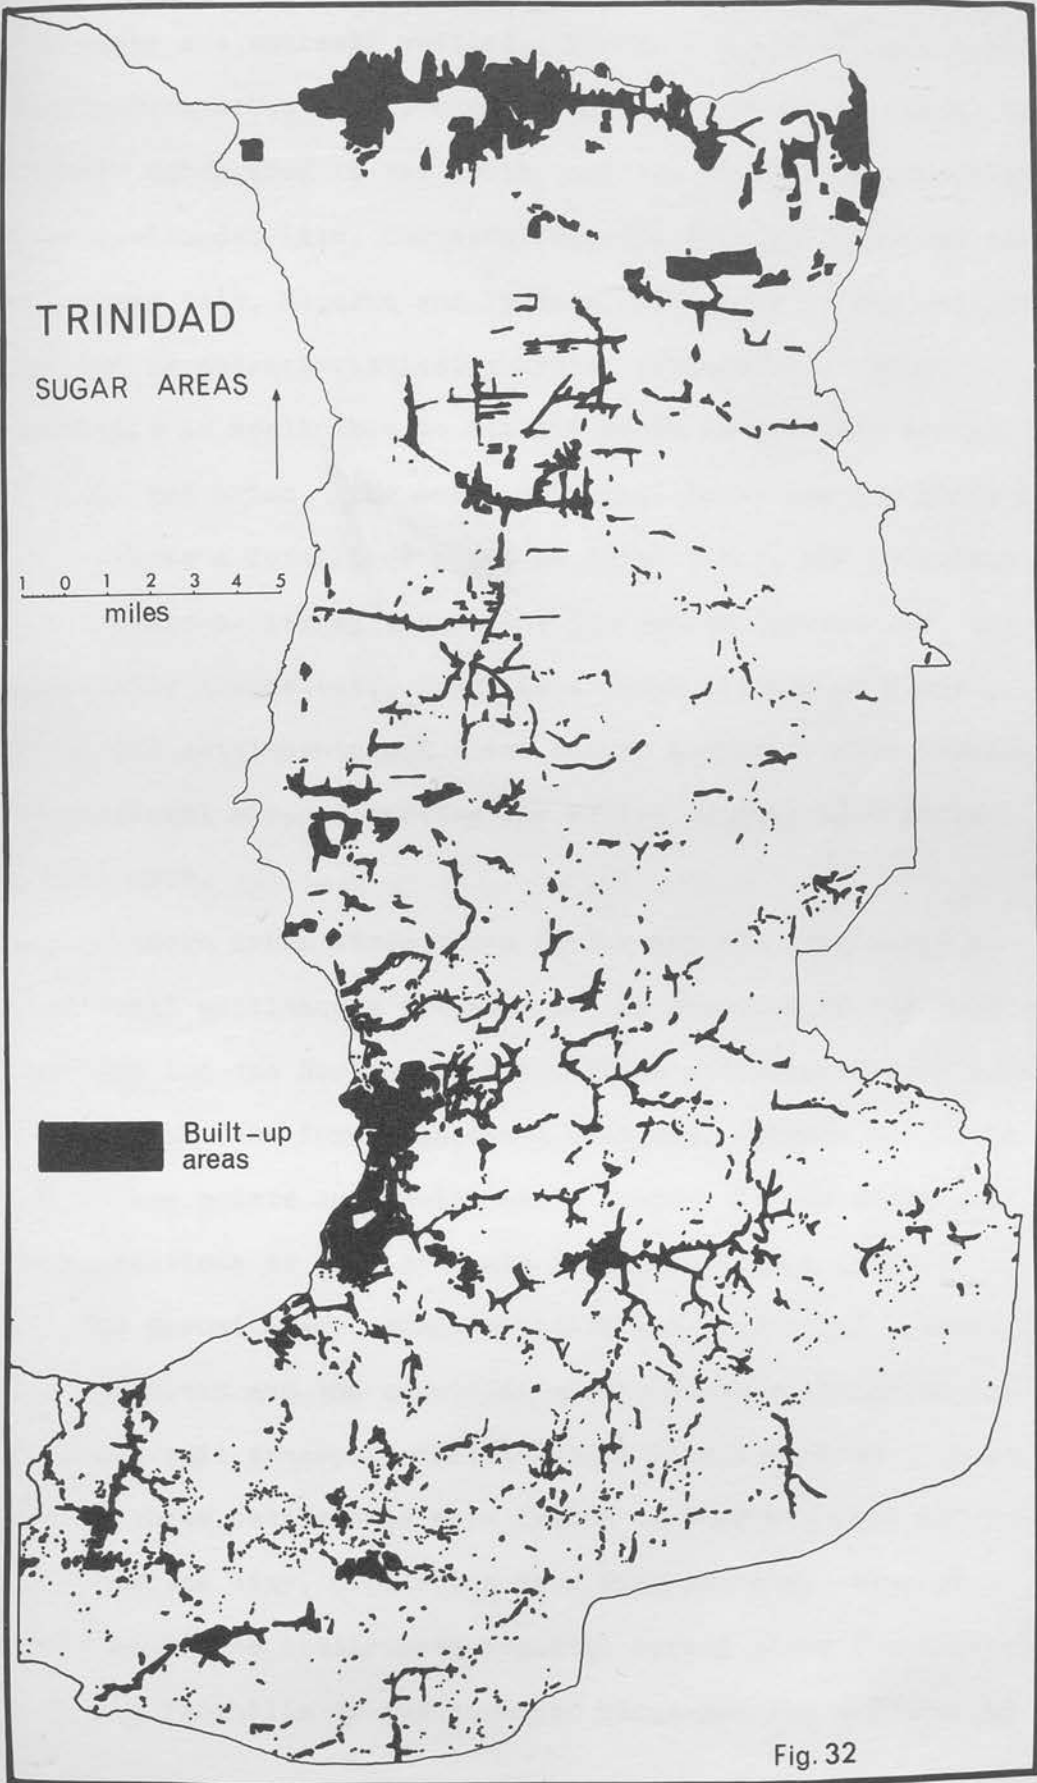 TRINIDAD
SUGAR AREAS
1 0 1 2 3 4 5
miles
Built-up
areas
Fig. 32